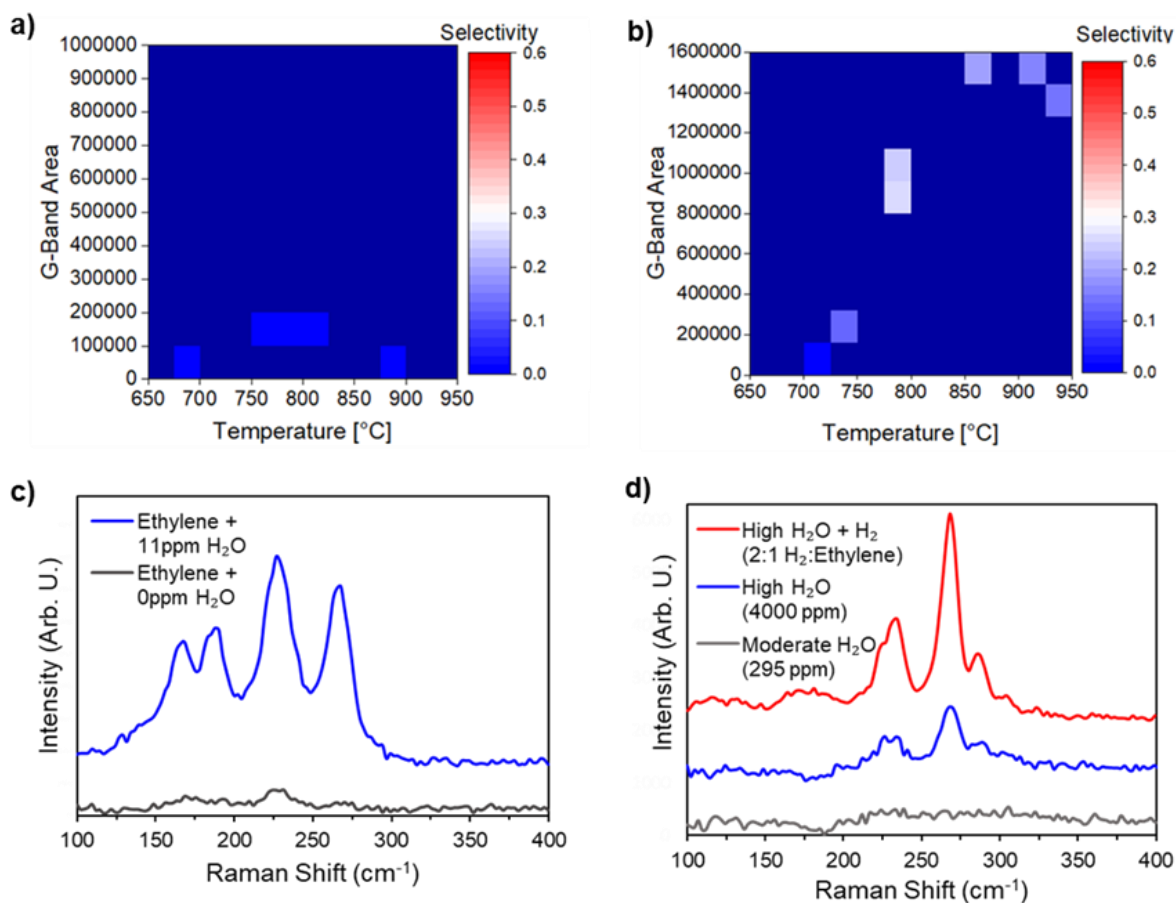 a)
Selectivity
1000000
900000
800000
700000
600000
500000
400000
300000
200000
100000
0
G-Band Area
650 700 750 800 850 900 950
Temperature [°C]
0.6
0.5
0.4
0.3
0.2
0.1
0.0
b)
Selectivity
1600000
1400000
1200000
1000000
800000
600000
400000
200000
0
G-Band Area
650 700 750 800 850 900 950
Temperature [°C]
0.6
0.5
0.4
0.3
0.2
0.1
0.0
c)
Ethylene +
11ppm H₂O
Ethylene +
0ppm H₂O
Intensity (Arb. U.)
100 150 200 250 300 350 400
Raman Shift (cm⁻¹)
d)
High H₂O + H₂
(2:1 H₂:Ethylene)
High H₂O
(4000 ppm)
Moderate H₂O
(295 ppm)
Intensity (Arb. U.)
100 150 200 250 300 350 400
Raman Shift (cm⁻¹)